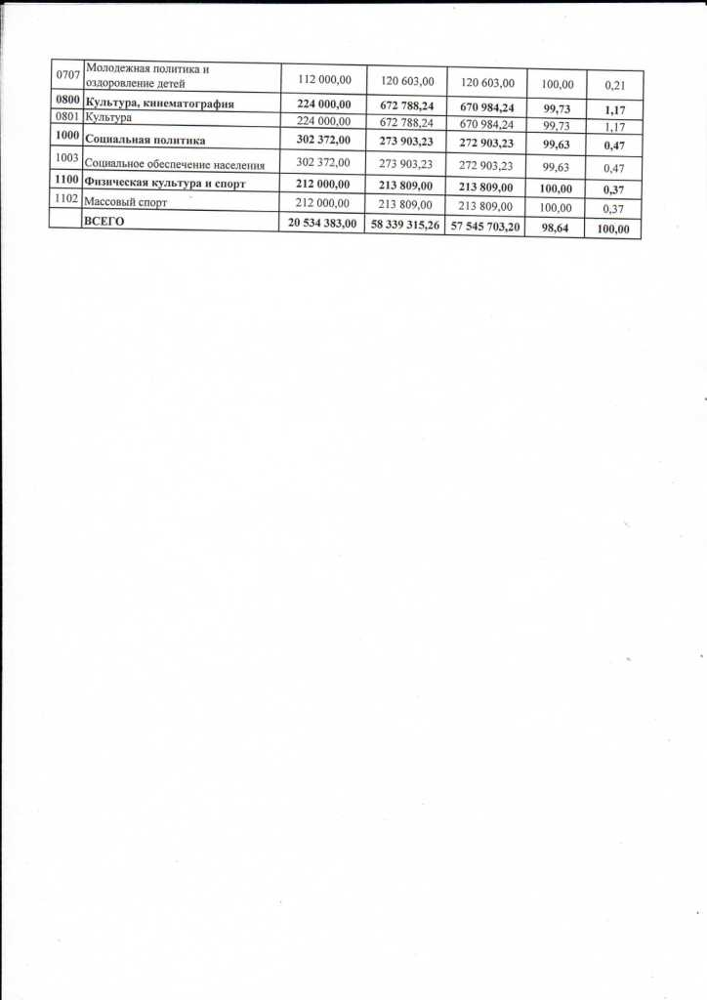 0707 Молодежная политика и оздоровление детей 112 000,00 120 603,00 120 603,00 100,00 0,21
0800 Культура, кинематография 224 000,00 672 788,24 670 984,24 99,73 1,17
0801 Культура 224 000,00 672 788,24 670 984,24 99,73 1,17
1000 Социальная политика 302 372,00 273 903,23 272 903,23 99,63 0,47
1003 Социальное обеспечение населения 302 372,00 273 903,23 272 903,23 99,63 0,47
1100 Физическая культура и спорт 212 000,00 213 809,00 213 809,00 100,00 0,37
1102 Массовый спорт 212 000,00 213 809,00 213 809,00 100,00 0,37
ВСЕГО 20 534 383,00 58 339 315,26 57 545 703,20 98,64 100,00